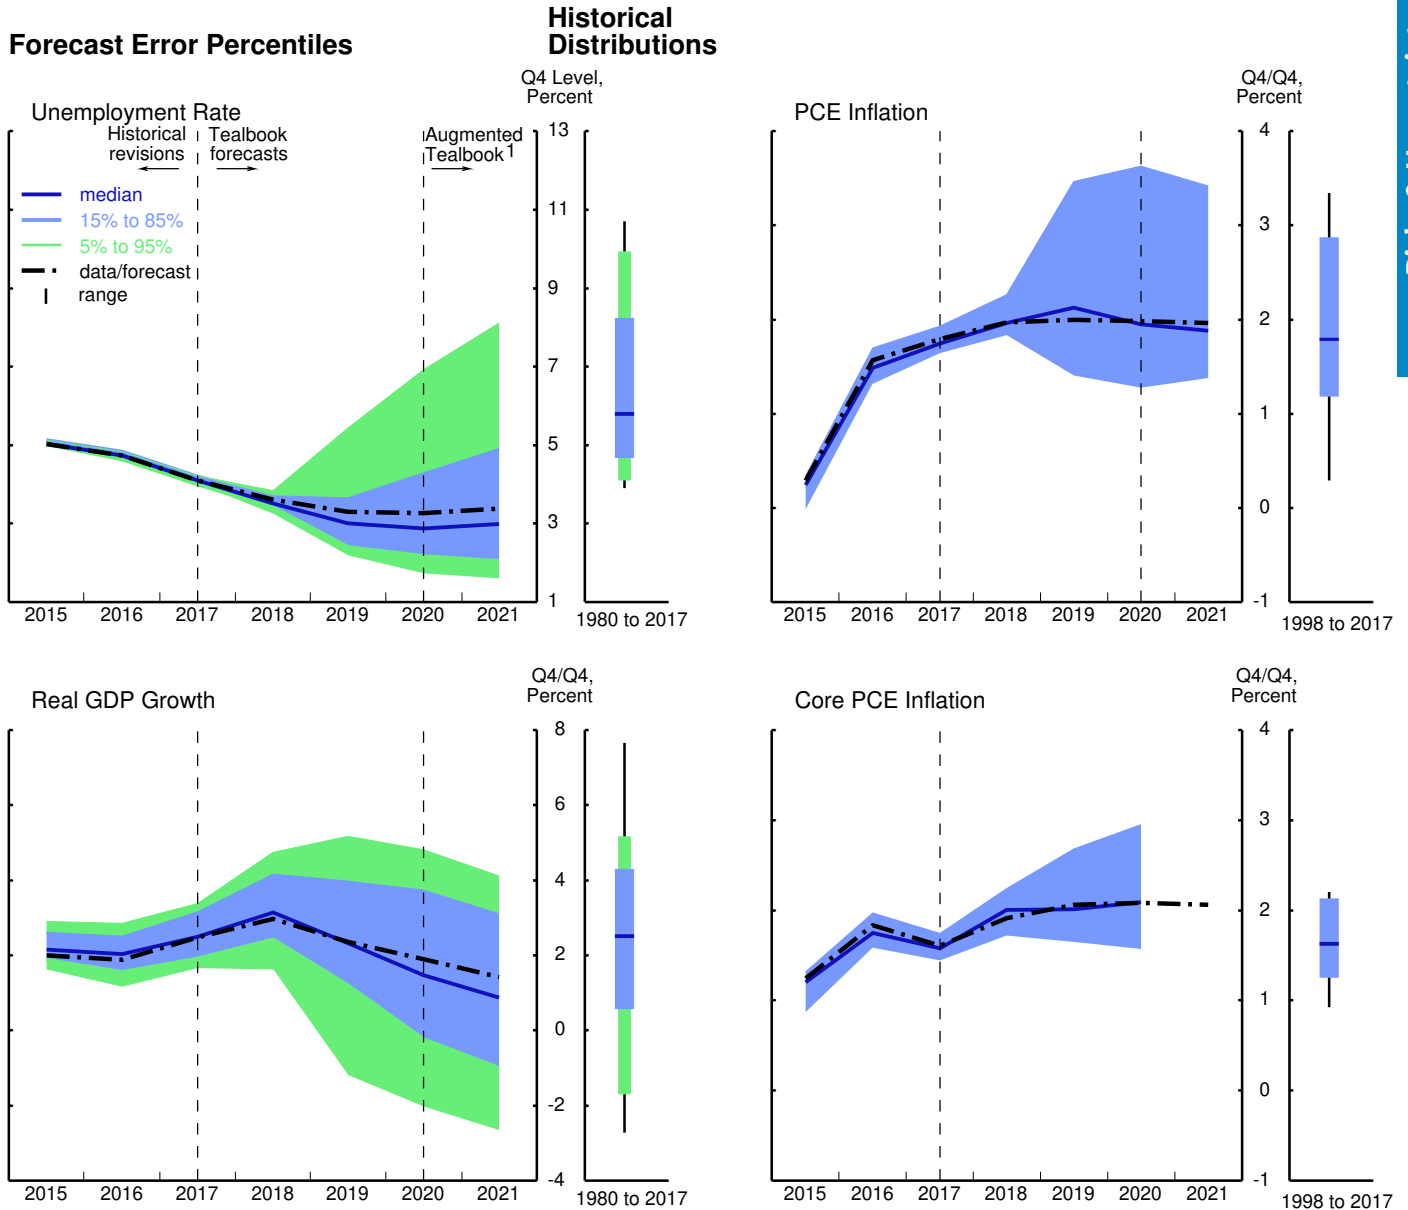 Forecast Error Percentiles
Historical
Distributions
Unemployment Rate
Q4 Level,
Percent
Historical
revisions
Tealbook
forecasts
Augmented
Tealbook1
median
15% to 85%
5% to 95%
data/forecast
range
13
11
9
7
5
3
1
2015 2016 2017 2018 2019 2020 2021
1980 to 2017
PCE Inflation
Q4/Q4,
Percent
4
3
2
1
0
-1
2015 2016 2017 2018 2019 2020 2021
1998 to 2017
Real GDP Growth
Q4/Q4,
Percent
8
6
4
2
0
-2
-4
2015 2016 2017 2018 2019 2020 2021
1980 to 2017
Core PCE Inflation
Q4/Q4,
Percent
4
3
2
1
0
-1
2015 2016 2017 2018 2019 2020 2021
1998 to 2017